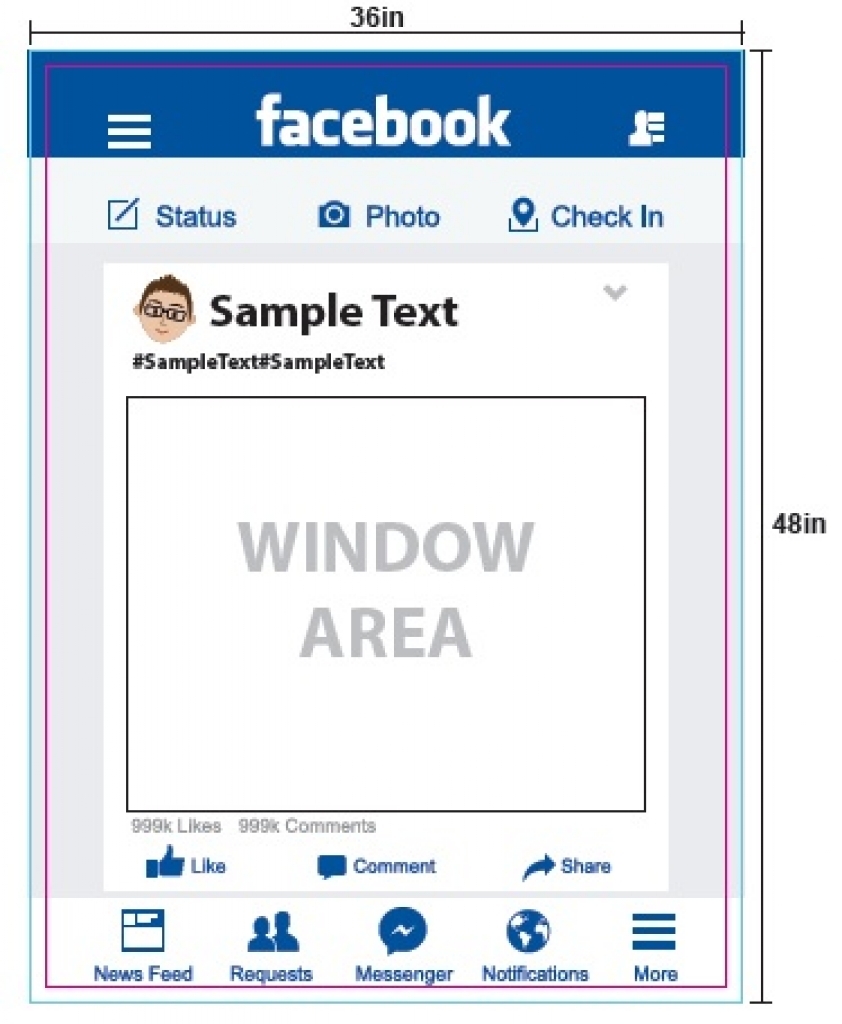 36in
facebook
Status Photo Check In
Sample Text
#SampleText#SampleText
WINDOW
AREA
48in
999k Likes 999k Comments
Like Comment Share
News Feed Requests Messenger Notifications More